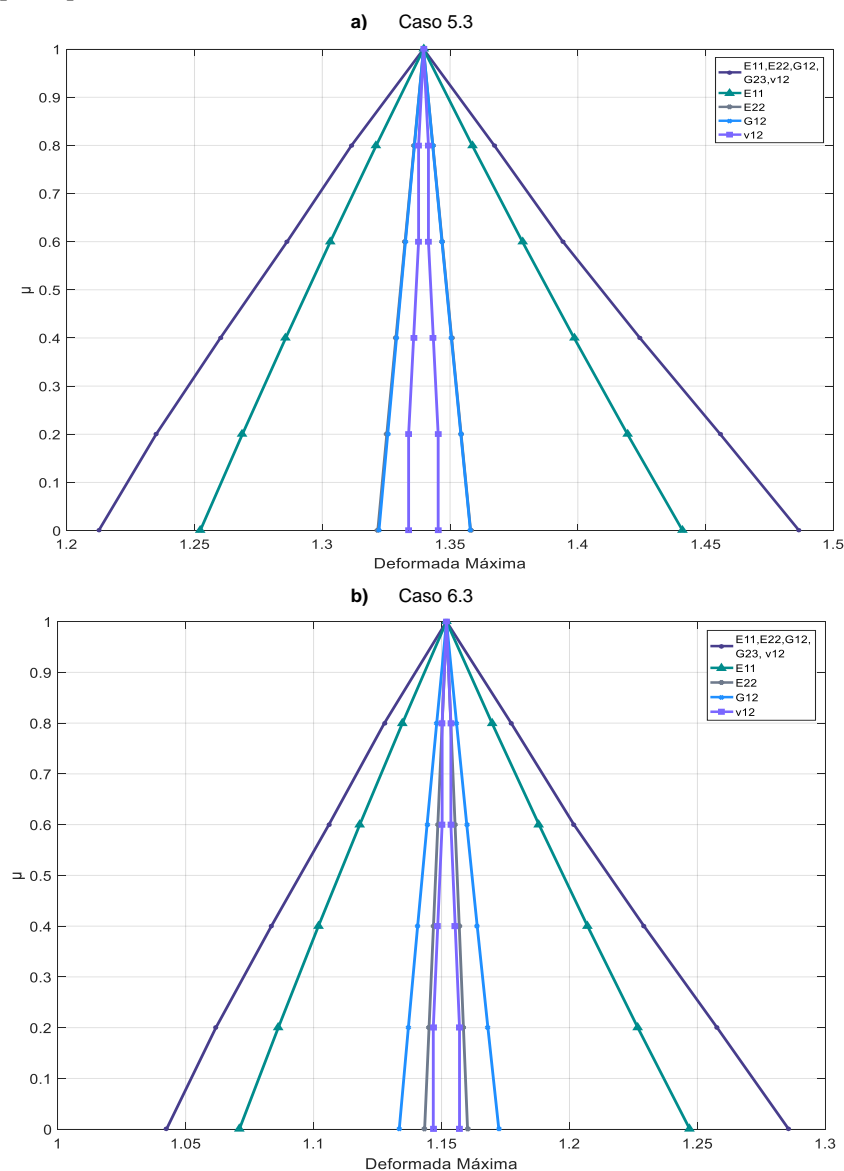 a) Caso 5.3
1
0.9
0.8
0.7
0.6
0.5
0.4
0.3
0.2
0.1
0
μ
1.2 1.25 1.3 1.35 1.4 1.45 1.5
Deformada Máxima
E11,E22,G12,
G23,v12
E11
E22
G12
v12
b) Caso 6.3
1
0.9
0.8
0.7
0.6
0.5
0.4
0.3
0.2
0.1
0
μ
1 1.05 1.1 1.15 1.2 1.25 1.3
Deformada Máxima
E11,E22,G12,
G23, v12
E11
E22
G12
v12